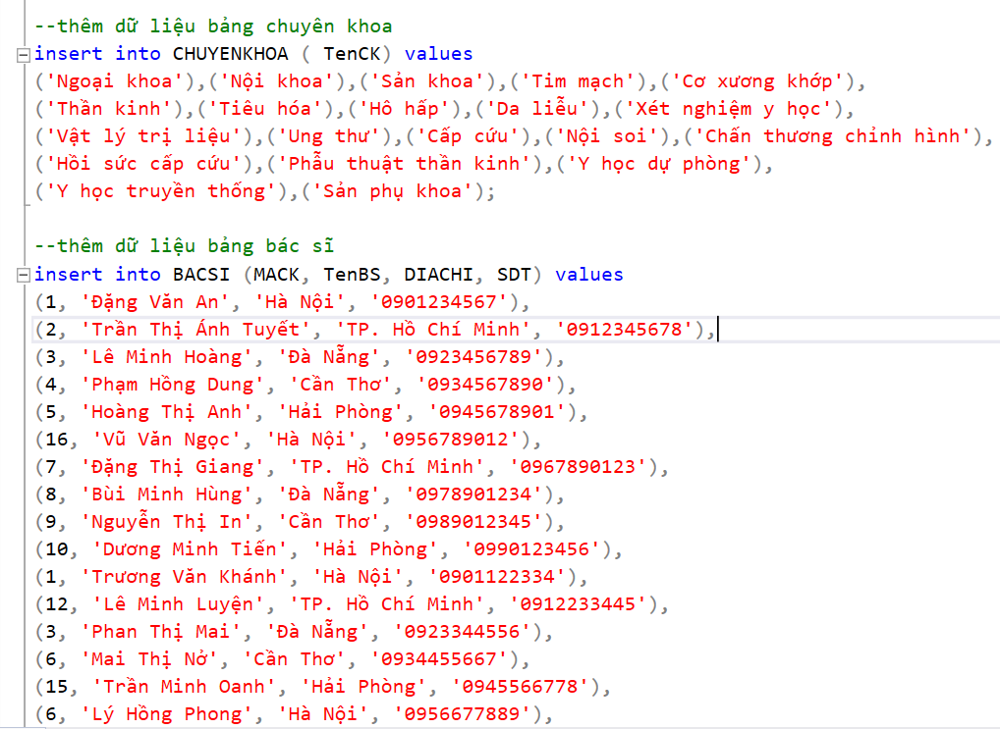 --thêm dữ liệu bảng chuyên khoa
insert into CHUYENKHOA ( TenCK) values
('Ngoại khoa'),('Nội khoa'),('Sản khoa'),('Tim mạch'),('Cơ xương khớp'),
('Thần kinh'),('Tiêu hóa'),('Hô hấp'),('Da liễu'),('Xét nghiệm y học'),
('Vật lý trị liệu'),('Ung thư'),('Cấp cứu'),('Nội soi'),('Chấn thương chỉnh hình'),
('Hồi sức cấp cứu'),('Phẫu thuật thần kinh'),('Y học dự phòng'),
('Y học truyền thống'),('Sản phụ khoa');
--thêm dữ liệu bảng bác sĩ
insert into BACSI (MACK, TenBS, DIACHI, SDT) values
(1, 'Đặng Văn An', 'Hà Nội', '0901234567'),
(2, 'Trần Thị Ánh Tuyết', 'TP. Hồ Chí Minh', '0912345678'),
(3, 'Lê Minh Hoàng', 'Đà Nẵng', '0923456789'),
(4, 'Phạm Hồng Dung', 'Cần Thơ', '0934567890'),
(5, 'Hoàng Thị Anh', 'Hải Phòng', '0945678901'),
(16, 'Vũ Văn Ngọc', 'Hà Nội', '0956789012'),
(7, 'Đặng Thị Giang', 'TP. Hồ Chí Minh', '0967890123'),
(8, 'Bùi Minh Hùng', 'Đà Nẵng', '0978901234'),
(9, 'Nguyễn Thị In', 'Cần Thơ', '0989012345'),
(10, 'Dương Minh Tiến', 'Hải Phòng', '0990123456'),
(1, 'Trương Văn Khánh', 'Hà Nội', '0901122334'),
(12, 'Lê Minh Luyện', 'TP. Hồ Chí Minh', '0912233445'),
(3, 'Phan Thị Mai', 'Đà Nẵng', '0923344556'),
(6, 'Mai Thị Nở', 'Cần Thơ', '0934455667'),
(15, 'Trần Minh Oanh', 'Hải Phòng', '0945566778'),
(6, 'Lý Hồng Phong', 'Hà Nội', '0956677889'),